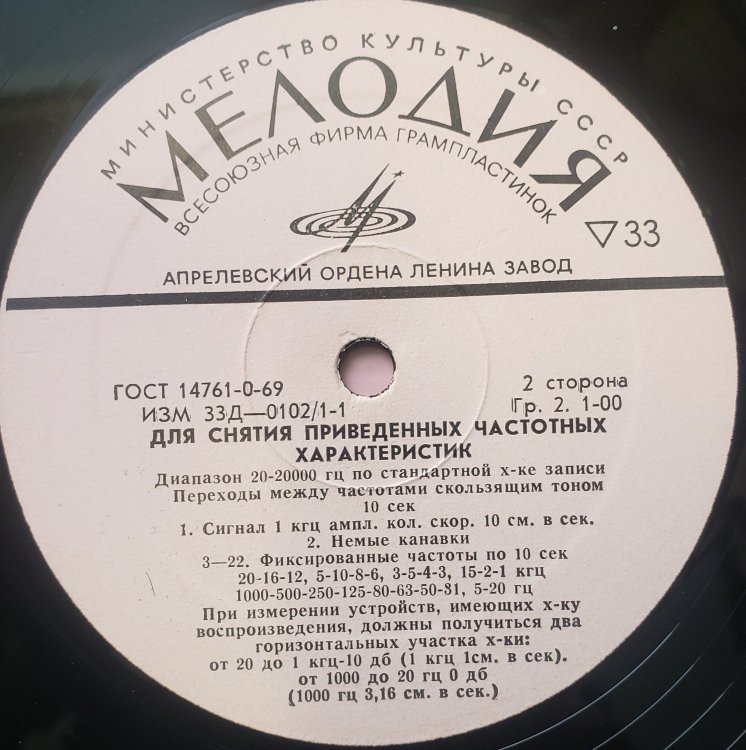 МИНИСТЕРСТВО КУЛЬТУРЫ СССР
МЕЛОДИЯ
ВСЕСОЮЗНАЯ ФИРМА ГРАМПЛАСТИНОК
▽33
АПРЕЛЕВСКИЙ ОРДЕНА ЛЕНИНА ЗАВОД
ГОСТ 14761-0-69
2 сторона
ИЗМ 33Д—0102/1-1
Гр. 2. 1-00
ДЛЯ СНЯТИЯ ПРИВЕДЕННЫХ ЧАСТОТНЫХ
ХАРАКТЕРИСТИК
Диапазон 20-20000 гц по стандартной х-ке записи
Переходы между частотами скользящим тоном
10 сек
1. Сигнал 1 кгц ампл. кол. скор. 10 см. в сек.
2. Немые канавки
3—22. Фиксированные частоты по 10 сек
20-16-12, 5-10-8-6, 3-5-4-3, 15-2-1 кгц
1000-500-250-125-80-63-50-31, 5-20 гц
При измерении устройств, имеющих х-ку
воспроизведения, должны получиться два
горизонтальных участка х-ки:
от 20 до 1 кгц-10 дб (1 кгц 1см. в сек).
от 1000 до 20 гц 0 дб
(1000 гц 3,16 см. в сек.)